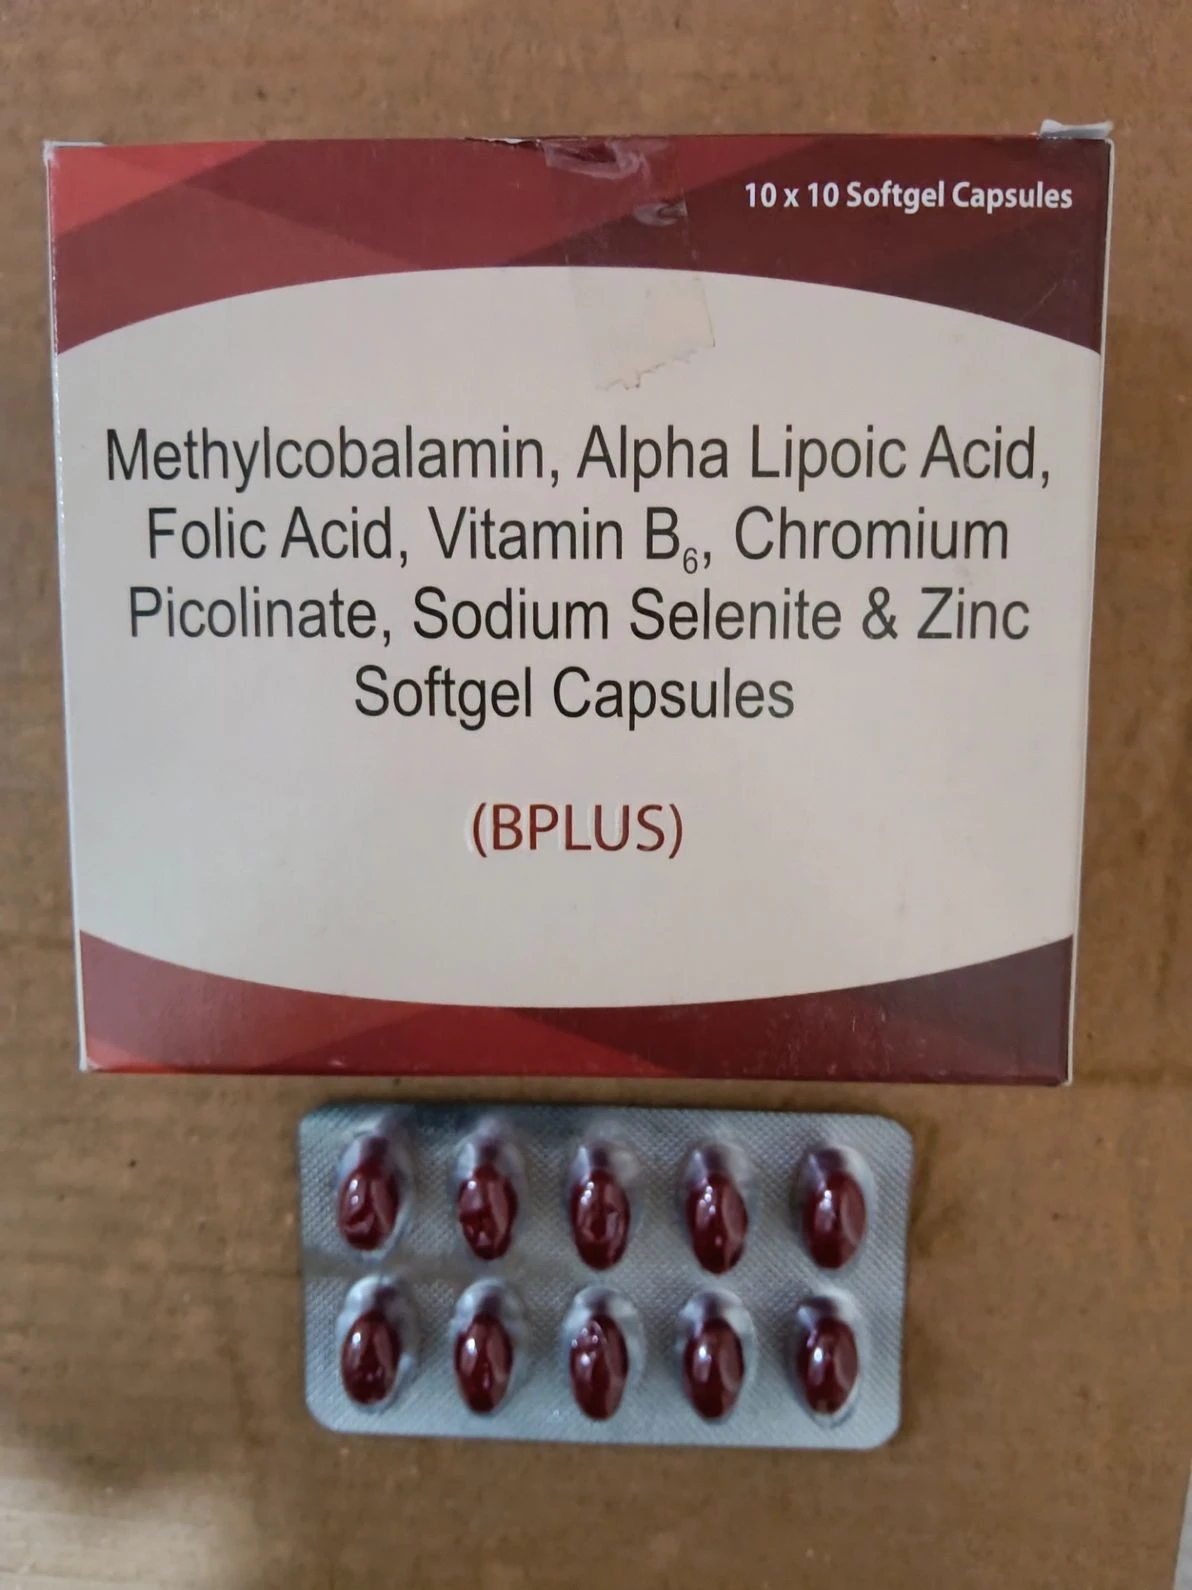 10 x 10 Softgel Capsules
Methylcobalamin, Alpha Lipoic Acid,
Folic Acid, Vitamin B₆, Chromium
Picolinate, Sodium Selenite & Zinc
Softgel Capsules
(BPLUS)